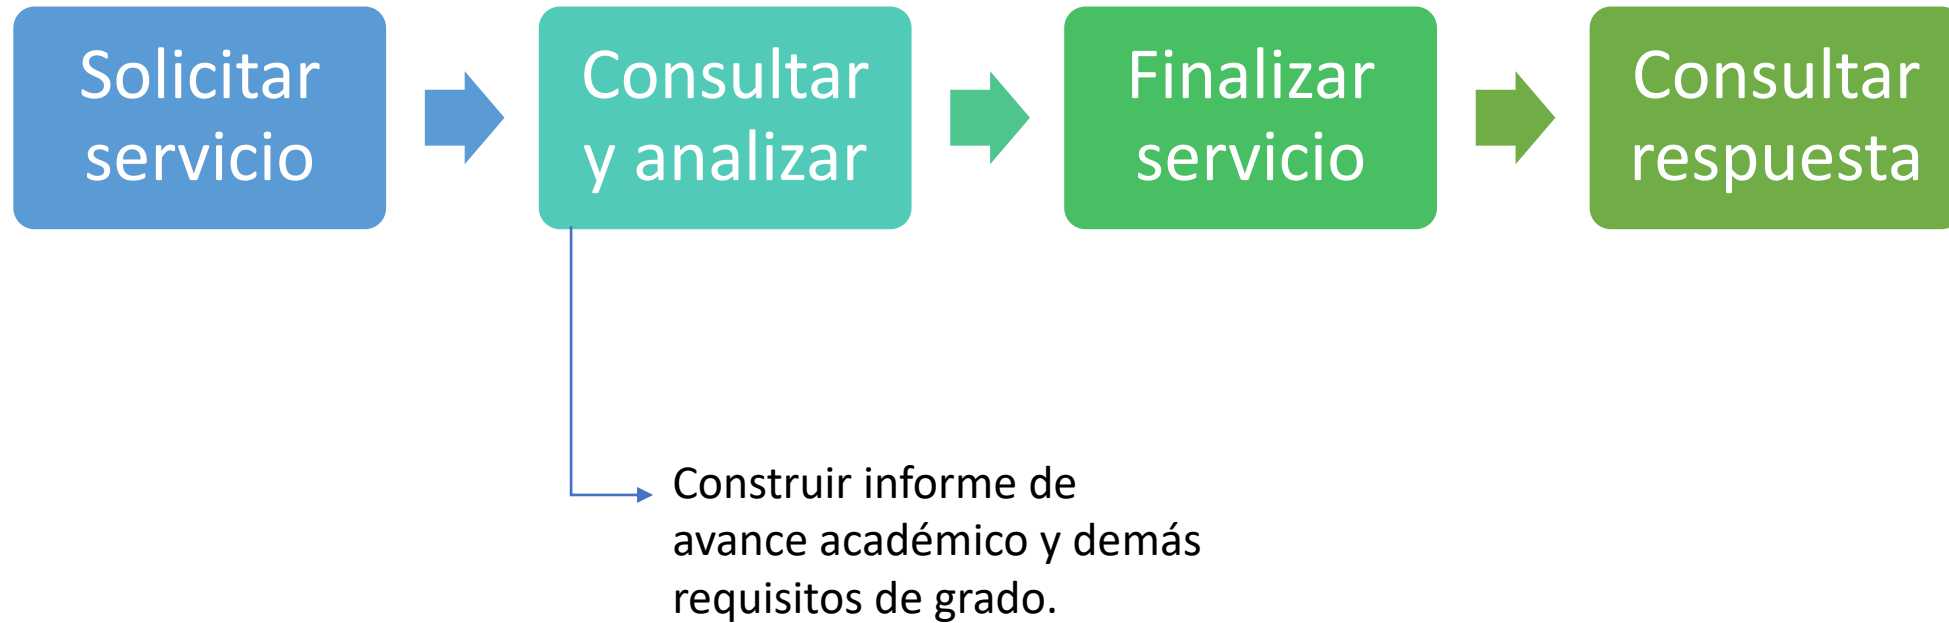 Solicitar
servicio
Consultar
y analizar
Finalizar
servicio
Consultar
respuesta
Construir informe de
avance académico y demás
requisitos de grado.